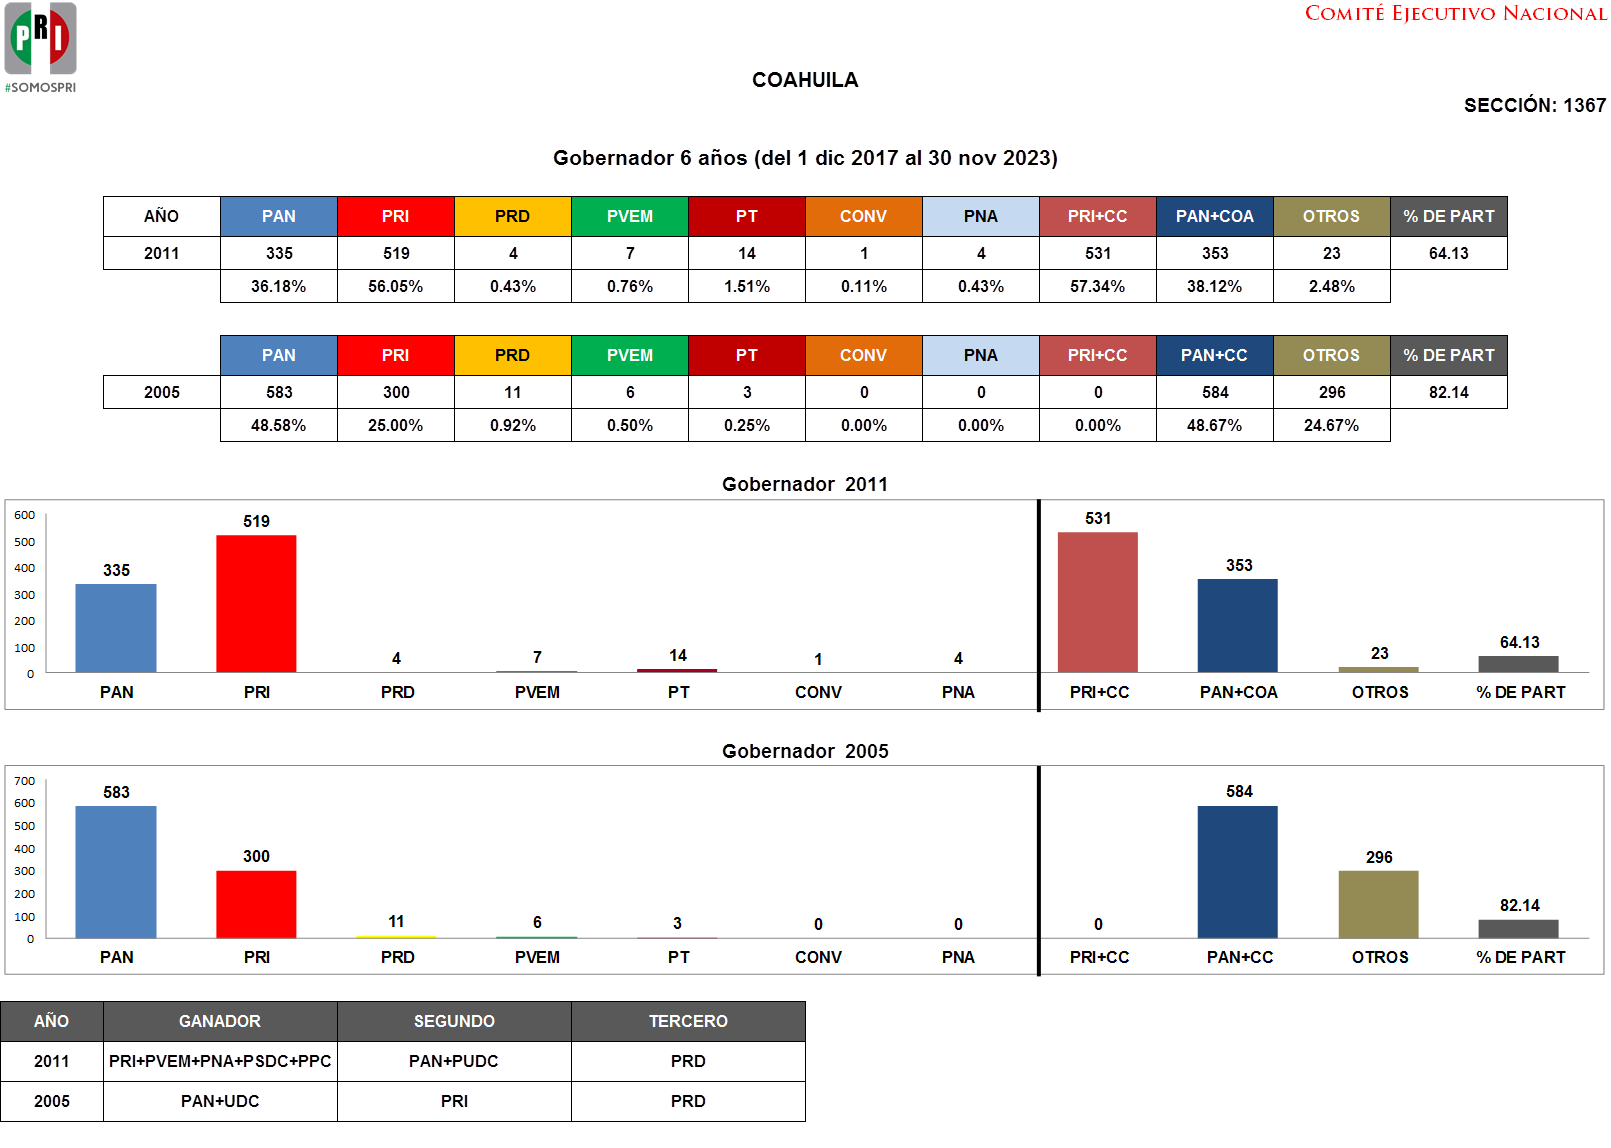 PRI
#SOMOSPRI
COMITÉ EJECUTIVO NACIONAL
COAHUILA
SECCIÓN: 1367
Gobernador 6 años (del 1 dic 2017 al 30 nov 2023)
AÑO PAN PRI PRD PVEM PT CONV PNA PRI+CC PAN+COA OTROS % DE PART
2011 335 519 4 7 14 1 4 531 353 23 64.13
36.18% 56.05% 0.43% 0.76% 1.51% 0.11% 0.43% 57.34% 38.12% 2.48%
PAN PRI PRD PVEM PT CONV PNA PRI+CC PAN+CC OTROS % DE PART
2005 583 300 11 6 3 0 0 0 584 296 82.14
48.58% 25.00% 0.92% 0.50% 0.25% 0.00% 0.00% 0.00% 48.67% 24.67%
Gobernador 2011
600
500
400
300
200
100
0
335 519 4 7 14 1 4 531 353 23 64.13
PAN PRI PRD PVEM PT CONV PNA PRI+CC PAN+COA OTROS % DE PART
Gobernador 2005
700
600
500
400
300
200
100
0
583 300 11 6 3 0 0 0 584 296 82.14
PAN PRI PRD PVEM PT CONV PNA PRI+CC PAN+CC OTROS % DE PART
AÑO GANADOR SEGUNDO TERCERO
2011 PRI+PVEM+PNA+PSDC+PPC PAN+PUDC PRD
2005 PAN+UDC PRI PRD